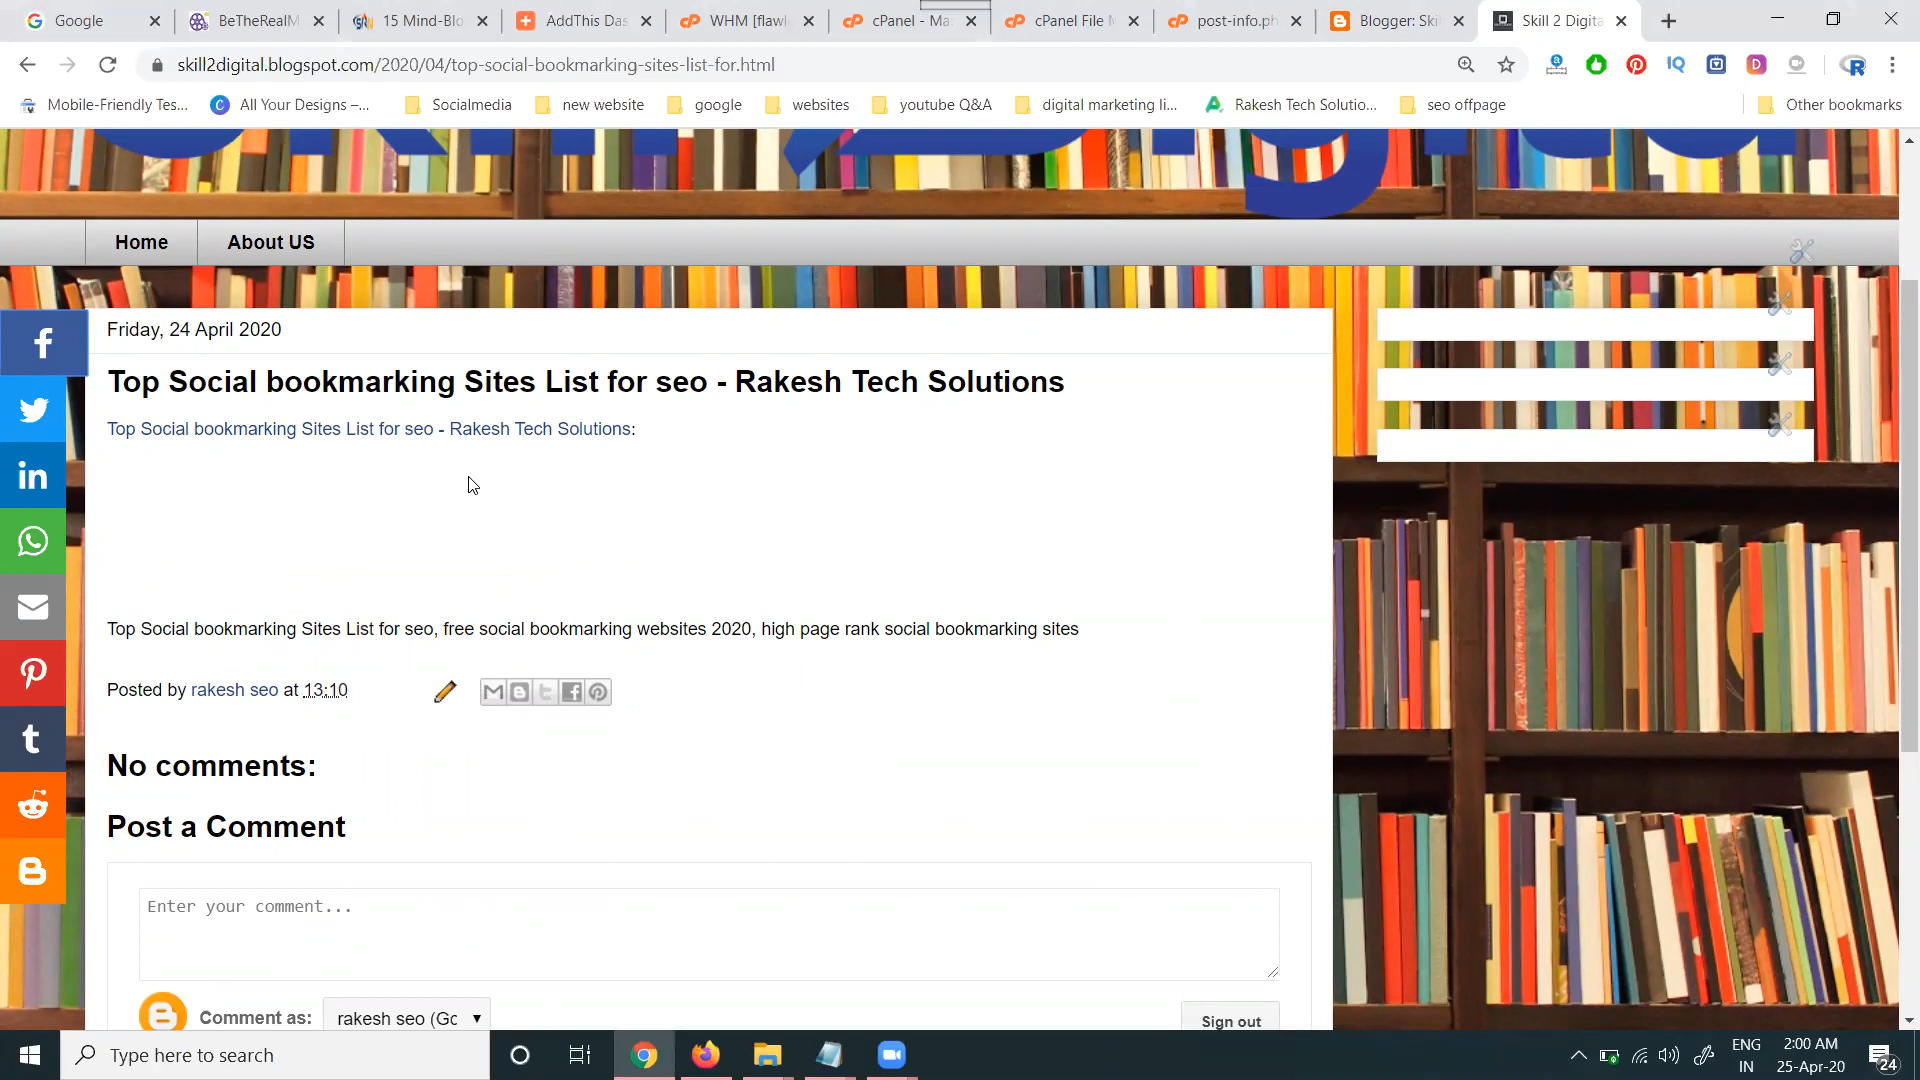 Google
BeTheRealM
15 Mind-Blo
AddThis Das
WHM [flawl
cPanel - Ma
cPanel File M
post-info.ph
Blogger: Skil
Skill 2 Digita
skill2digital.blogspot.com/2020/04/top-social-bookmarking-sites-list-for.html
Mobile-Friendly Tes...
All Your Designs –...
Socialmedia
new website
google
websites
youtube Q&A
digital marketing li...
Rakesh Tech Solutio...
seo offpage
Other bookmarks
Home
About US
Friday, 24 April 2020
Top Social bookmarking Sites List for seo - Rakesh Tech Solutions
Top Social bookmarking Sites List for seo - Rakesh Tech Solutions:
Top Social bookmarking Sites List for seo, free social bookmarking websites 2020, high page rank social bookmarking sites
Posted by rakesh seo at 13:10
No comments:
Post a Comment
Enter your comment...
Comment as:
rakesh seo (Gc
Sign out
Type here to search
ENG
IN
2:00 AM
25-Apr-20
24